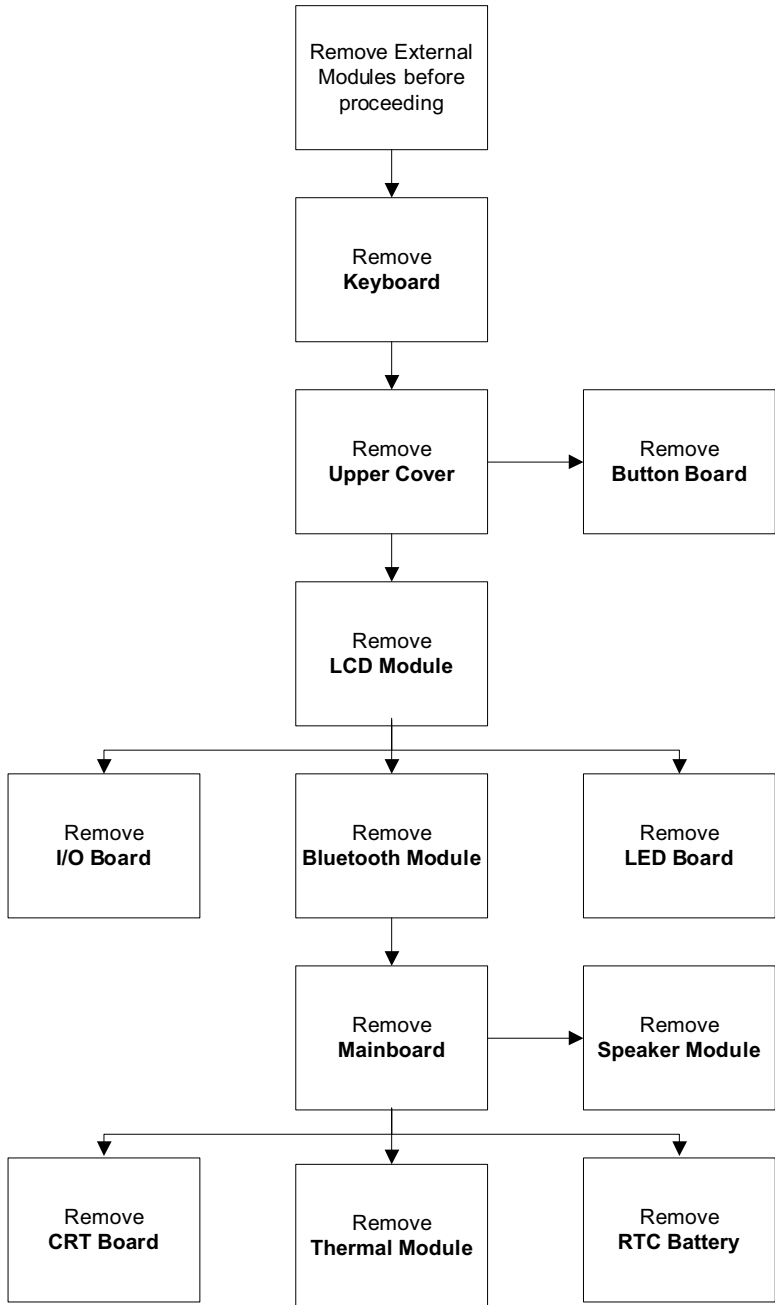 Remove External
Modules before
proceeding
Remove
Keyboard
Remove
Upper Cover
Remove
Button Board
Remove
LCD Module
Remove
I/O Board
Remove
Bluetooth Module
Remove
LED Board
Remove
Mainboard
Remove
Speaker Module
Remove
CRT Board
Remove
Thermal Module
Remove
RTC Battery